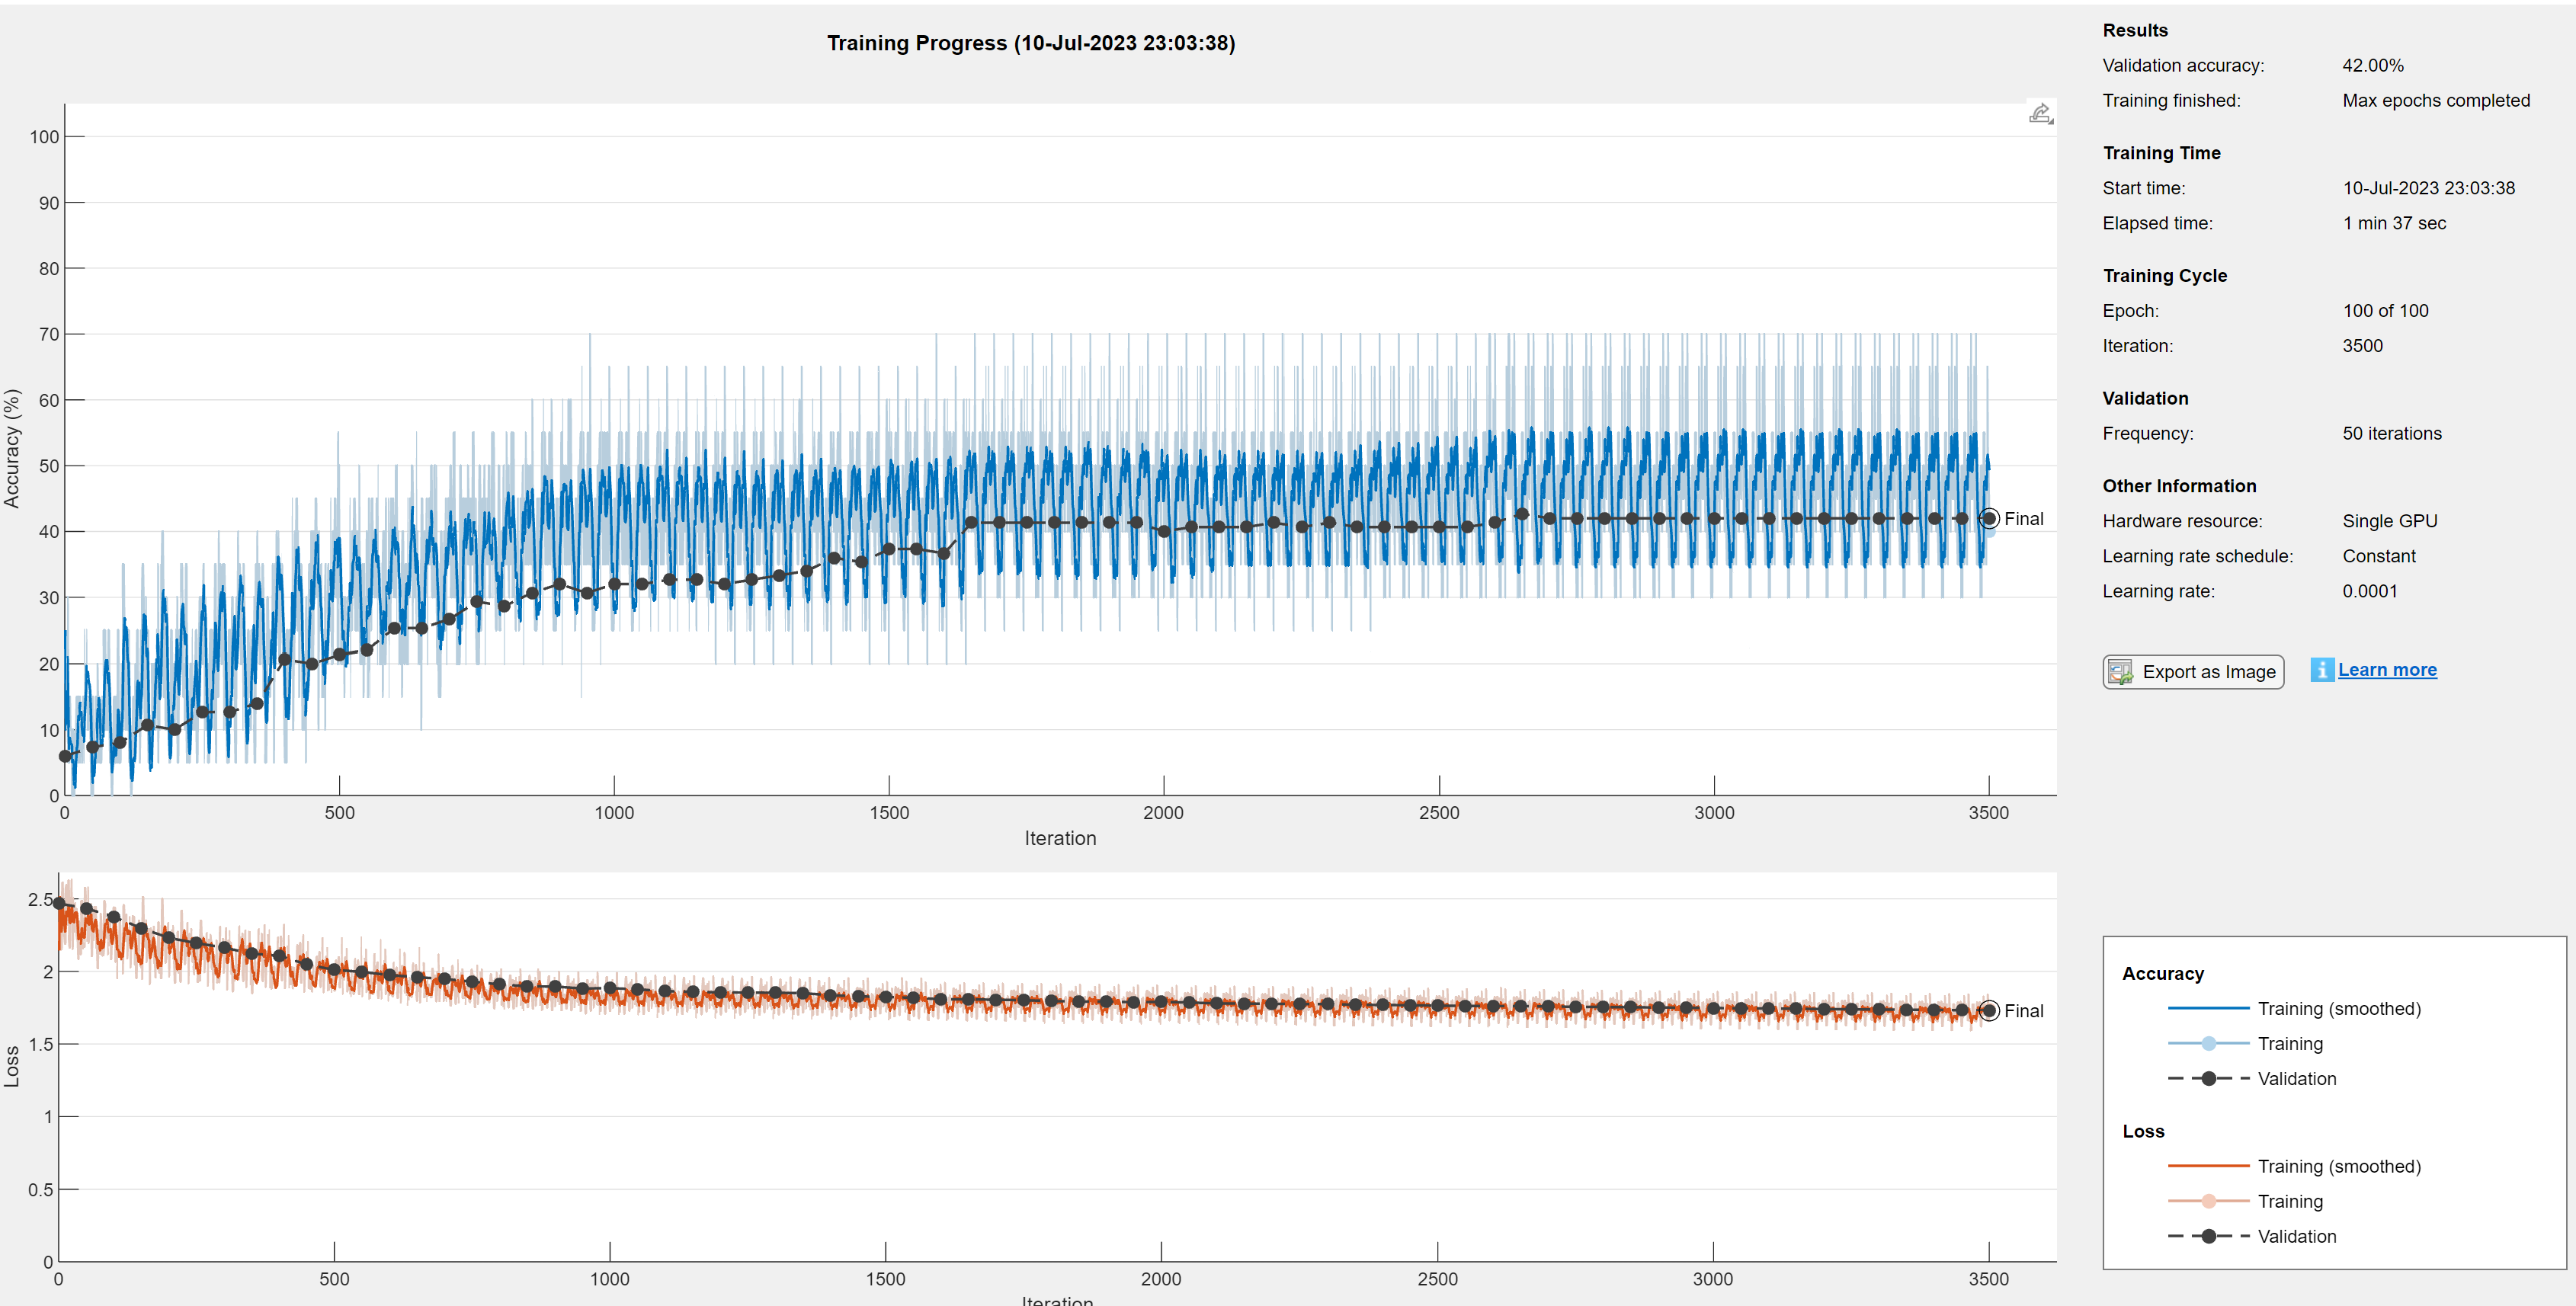 Training Progress (10-Jul-2023 23:03:38)
100
90
80
70
60
50
40
30
20
10
0
Accuracy (%)
0 500 1000 1500 2000 2500 3000 3500
Iteration
Final
2.5
2
1.5
1
0.5
0
Loss
0 500 1000 1500 2000 2500 3000 3500
Iteration
Final
Results
Validation accuracy: 42.00%
Training finished: Max epochs completed
Training Time
Start time: 10-Jul-2023 23:03:38
Elapsed time: 1 min 37 sec
Training Cycle
Epoch: 100 of 100
Iteration: 3500
Validation
Frequency: 50 iterations
Other Information
Hardware resource: Single GPU
Learning rate schedule: Constant
Learning rate: 0.0001
Export as Image
i Learn more
Accuracy
Training (smoothed)
Training
Validation
Loss
Training (smoothed)
Training
Validation